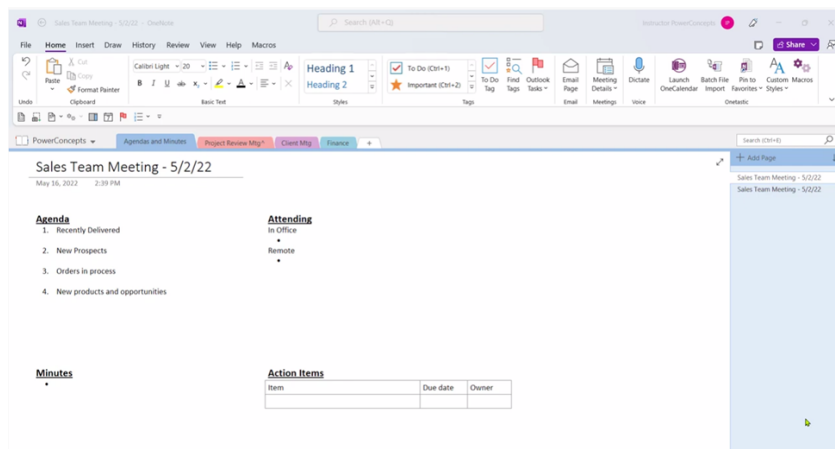 Sales Team Meeting - 5/2/22 - OneNote
Search (Alt+Q)
Instructor PowerConcepts
IP
File Home Insert Draw History Review View Help Macros
Share
Paste
Cut
Copy
Format Painter
Calibri Light 20
B I U ab x A
Heading 1
Heading 2
To Do (Ctrl+1)
Important (Ctrl+2)
To Do Tag
Find Tags
Outlook Tasks
Email Page
Meeting Details
Dictate
Launch OneCalendar
Batch File Import
Pin to Favorites
Custom Styles
Macros
Undo Clipboard Basic Text Styles Tags Email Meetings Voice Onetastic
PowerConcepts
Agendas and Minutes Project Review Mtg^ Client Mtg Finance +
Search (Ctrl+E)
Add Page
Sales Team Meeting - 5/2/22
Sales Team Meeting - 5/2/22
Sales Team Meeting - 5/2/22
May 16, 2022 2:39 PM
Agenda
1. Recently Delivered
2. New Prospects
3. Orders in process
4. New products and opportunities
Attending
In Office
•
Remote
•
Minutes
•
Action Items
Item Due date Owner